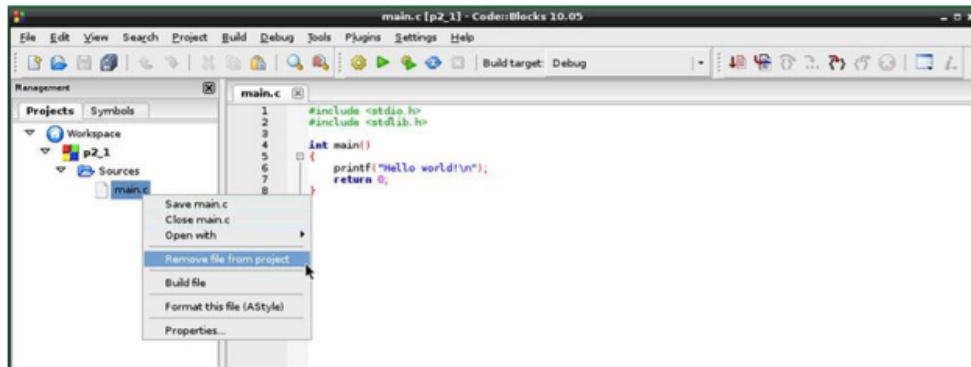 main.c [p2_1] - Code::Blocks 10.05
File Edit View Search Project Build Debug Tools Plugins Settings Help
Build target: Debug
Management
main.c
Projects Symbols
Workspace
p2_1
Sources
main.c
1 #include <stdio.h>
2 #include <stdlib.h>
3
4 int main()
5 {
6 printf("Hello world!\n");
7 return 0;
8 }
Save main.c
Close main.c
Open with
Remove file from project
Build file
Format this file (AStyle)
Properties...